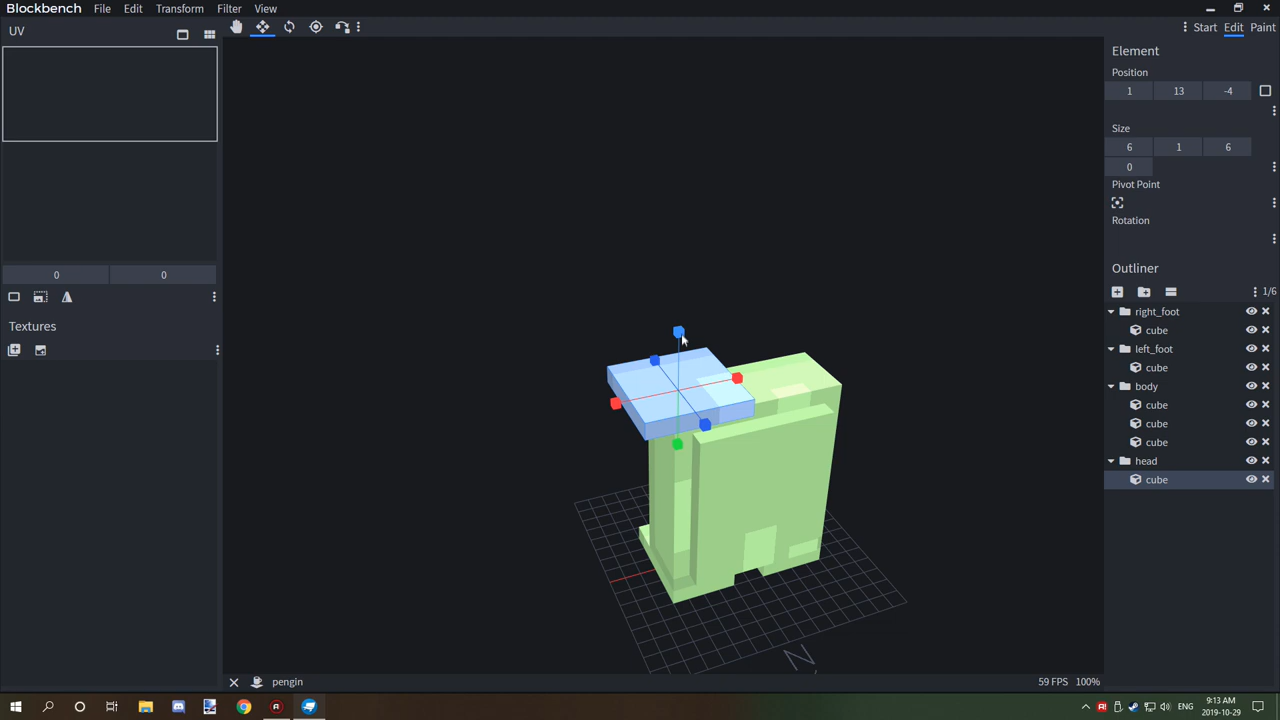 Blockbench File Edit Transform Filter View
UV
Start Edit Paint
Element
Position
1 13 -4
Size
6 1 6
0
Pivot Point
Rotation
0 0
Outliner
1/6
Textures
right_foot
cube
left_foot
cube
body
cube
cube
cube
head
cube
N
pengin
59 FPS 100%
ENG
9:13 AM
2019-10-29